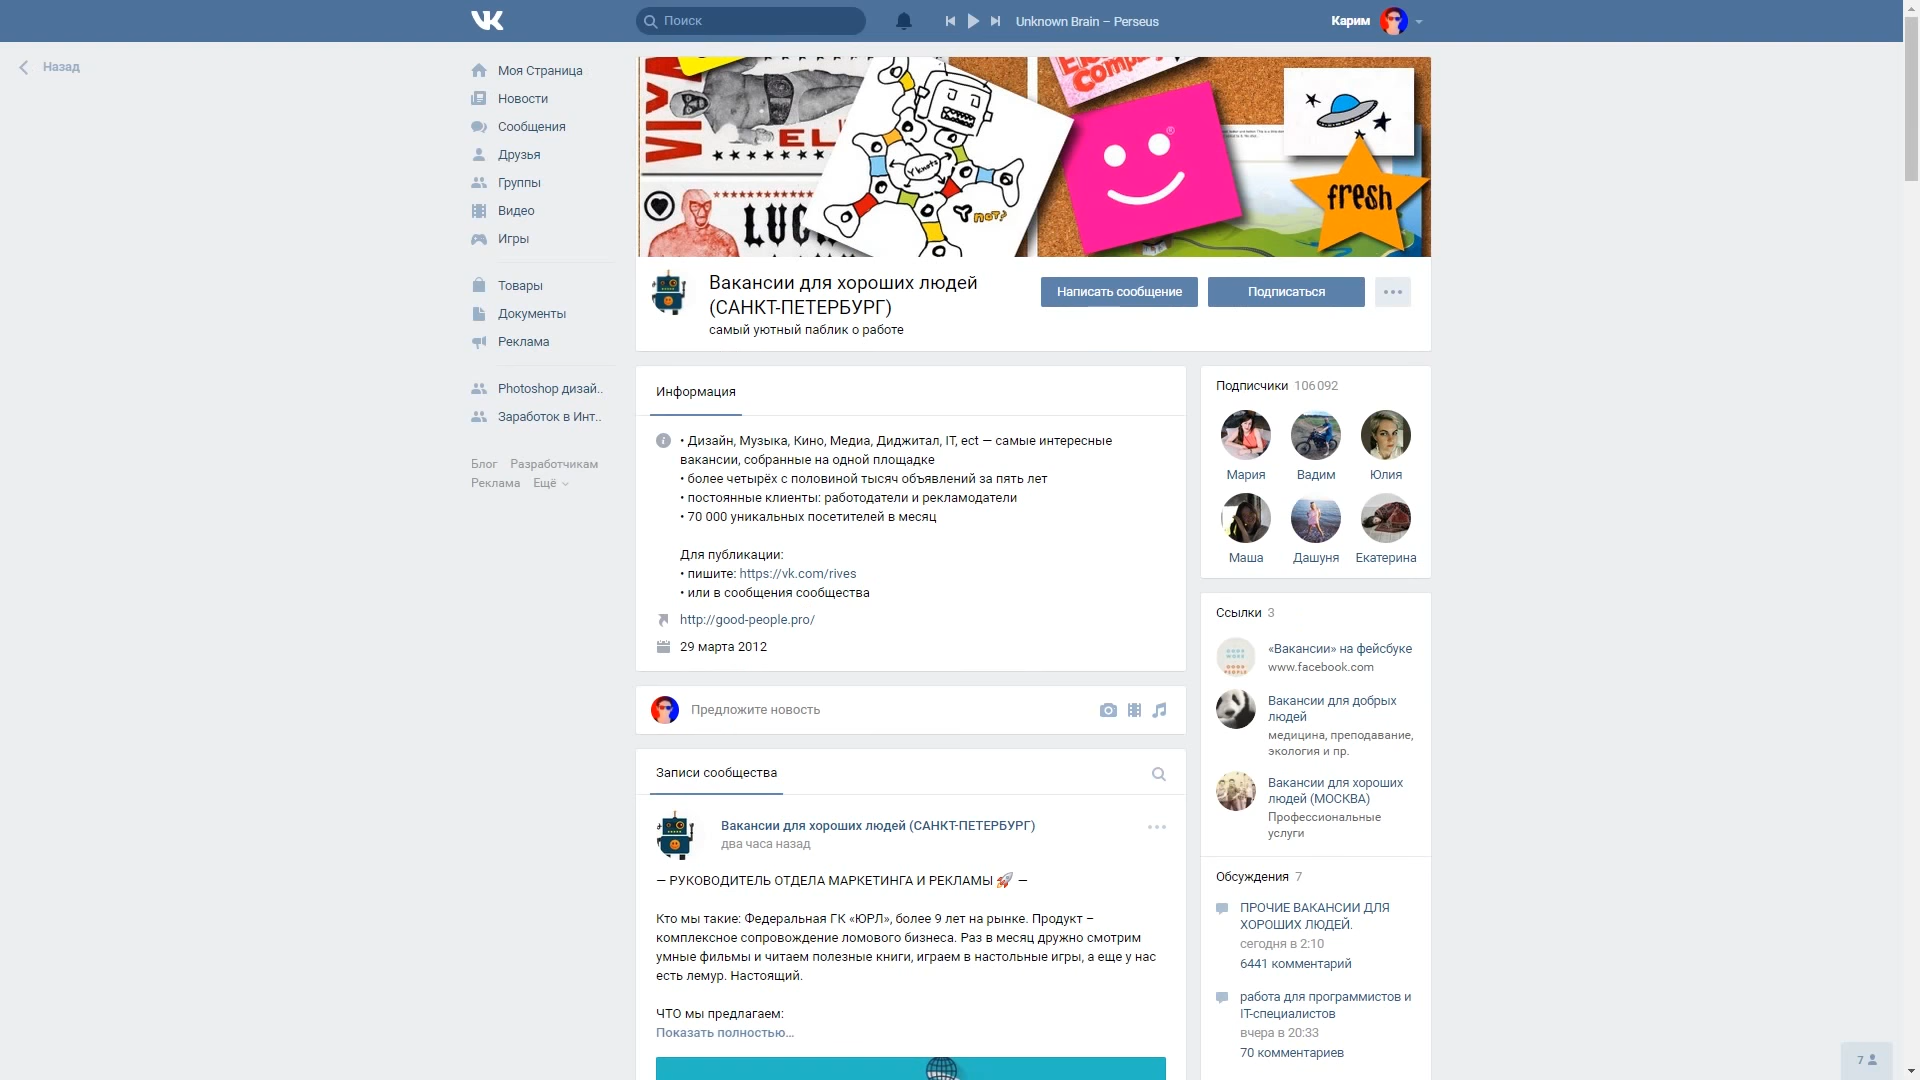 Поиск
Unknown Brain – Perseus
Карим
Назад
Моя Страница
Новости
Сообщения
Друзья
Группы
Видео
Игры
Товары
Документы
Реклама
Photoshop дизай..
Заработок в Инт..
Блог Разработчикам
Реклама Ещё
VIV
EL
LUC
Y knots
Y not?
Company
fresh
Вакансии для хороших людей
(САНКТ-ПЕТЕРБУРГ)
самый уютный паблик о работе
Написать сообщение
Подписаться
Информация
• Дизайн, Музыка, Кино, Медиа, Диджитал, IT, ect — самые интересные
вакансии, собранные на одной площадке
• более четырёх с половиной тысяч объявлений за пять лет
• постоянные клиенты: работодатели и рекламодатели
• 70 000 уникальных посетителей в месяц
Для публикации:
• пишите: https://vk.com/rives
• или в сообщения сообщества
http://good-people.pro/
29 марта 2012
Предложите новость
Записи сообщества
Вакансии для хороших людей (САНКТ-ПЕТЕРБУРГ)
два часа назад
— РУКОВОДИТЕЛЬ ОТДЕЛА МАРКЕТИНГА И РЕКЛАМЫ 🚀 —
Кто мы такие: Федеральная ГК «ЮРЛ», более 9 лет на рынке. Продукт –
комплексное сопровождение ломового бизнеса. Раз в месяц дружно смотрим
умные фильмы и читаем полезные книги, играем в настольные игры, а еще у нас
есть лемур. Настоящий.
ЧТО мы предлагаем:
Показать полностью…
Подписчики 106 092
Мария Вадим Юлия
Маша Дашуня Екатерина
Ссылки 3
«Вакансии» на фейсбуке
www.facebook.com
Вакансии для добрых
людей
медицина, преподавание,
экология и пр.
Вакансии для хороших
людей (МОСКВА)
Профессиональные
услуги
Обсуждения 7
ПРОЧИЕ ВАКАНСИИ ДЛЯ
ХОРОШИХ ЛЮДЕЙ.
сегодня в 2:10
6441 комментарий
работа для программистов и
IT-специалистов
вчера в 20:33
70 комментариев
7